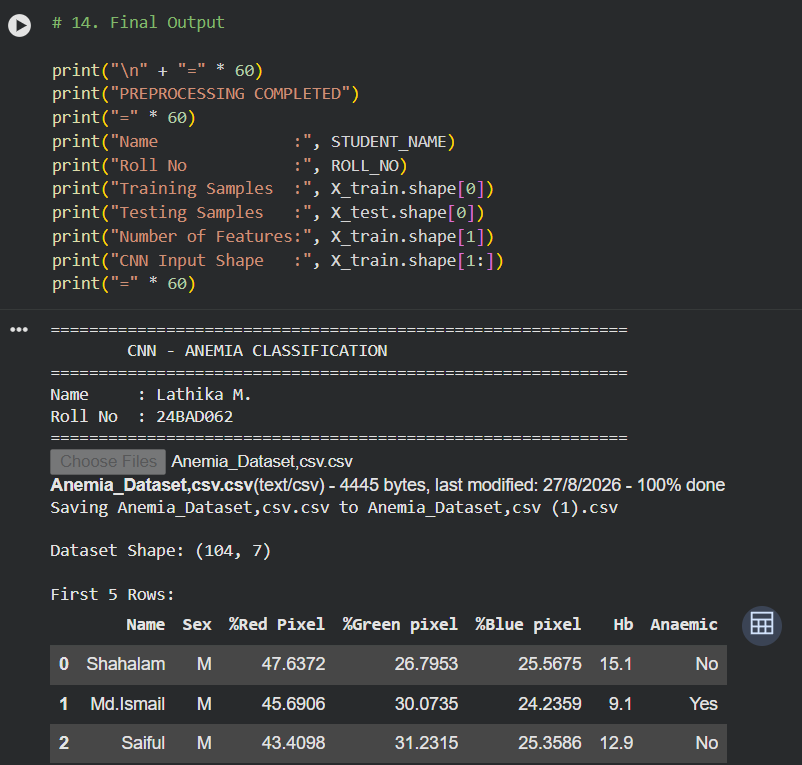 # 14. Final Output
print("\n" + "=" * 60)
print("PREPROCESSING COMPLETED")
print("=" * 60)
print("Name              :", STUDENT_NAME)
print("Roll No           :", ROLL_NO)
print("Training Samples  :", X_train.shape[0])
print("Testing Samples   :", X_test.shape[0])
print("Number of Features:", X_train.shape[1])
print("CNN Input Shape   :", X_train.shape[1:])
print("=" * 60)
============================================================
        CNN - ANEMIA CLASSIFICATION
============================================================
Name     : Lathika M.
Roll No  : 24BAD062
============================================================
Choose Files Anemia_Dataset,csv.csv
Anemia_Dataset,csv.csv(text/csv) - 4445 bytes, last modified: 27/8/2026 - 100% done
Saving Anemia_Dataset,csv.csv to Anemia_Dataset,csv (1).csv
Dataset Shape: (104, 7)
First 5 Rows:
Name Sex %Red Pixel %Green pixel %Blue pixel Hb Anaemic
0 Shahalam M 47.6372 26.7953 25.5675 15.1 No
1 Md.Ismail M 45.6906 30.0735 24.2359 9.1 Yes
2 Saiful M 43.4098 31.2315 25.3586 12.9 No